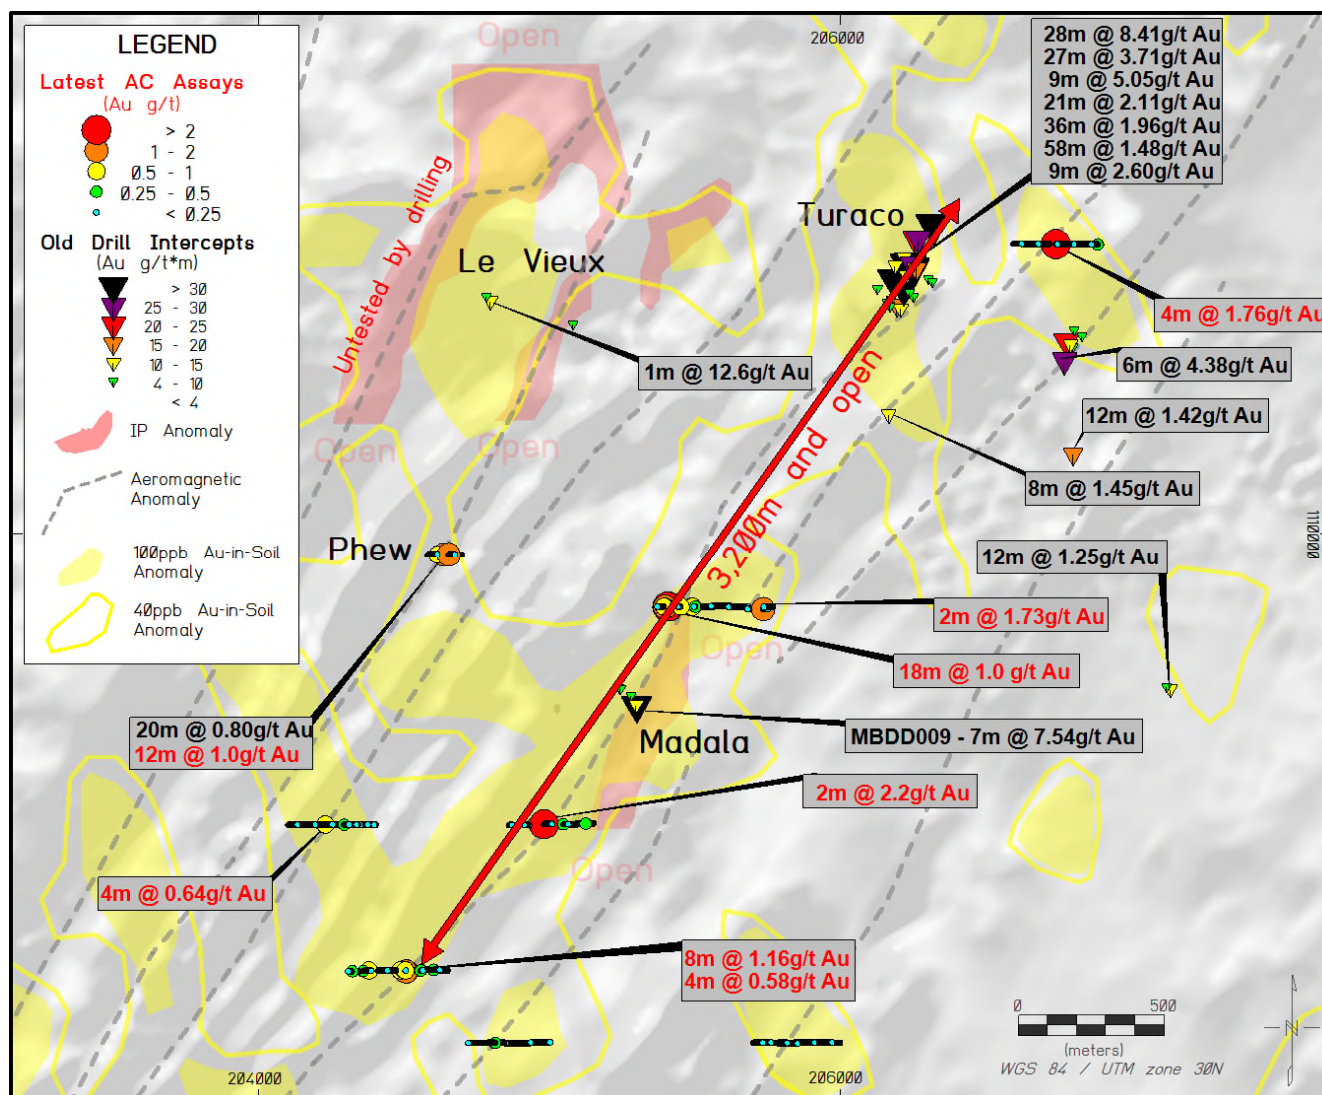 LEGEND
Latest AC Assays
(Au g/t)
> 2
1 - 2
0.5 - 1
0.25 - 0.5
< 0.25
Old Drill Intercepts
(Au g/t*m)
> 30
25 - 30
20 - 25
15 - 20
10 - 15
4 - 10
< 4
IP Anomaly
Aeromagnetic
Anomaly
100ppb Au-in-Soil
Anomaly
40ppb Au-in-Soil
Anomaly
Open
206000
28m @ 8.41g/t Au
27m @ 3.71g/t Au
9m @ 5.05g/t Au
21m @ 2.11g/t Au
36m @ 1.96g/t Au
58m @ 1.48g/t Au
9m @ 2.60g/t Au
Turaco
Untested by drilling
Le Vieux
4m @ 1.76g/t Au
1m @ 12.6g/t Au
6m @ 4.38g/t Au
12m @ 1.42g/t Au
Open
Open
8m @ 1.45g/t Au
3,200m and open
1110000
Phew
12m @ 1.25g/t Au
2m @ 1.73g/t Au
Open
18m @ 1.0 g/t Au
20m @ 0.80g/t Au
12m @ 1.0g/t Au
Madala
MBDD009 - 7m @ 7.54g/t Au
2m @ 2.2g/t Au
Open
4m @ 0.64g/t Au
8m @ 1.16g/t Au
4m @ 0.58g/t Au
0 500
(meters)
WGS 84 / UTM zone 30N
N
204000
206000